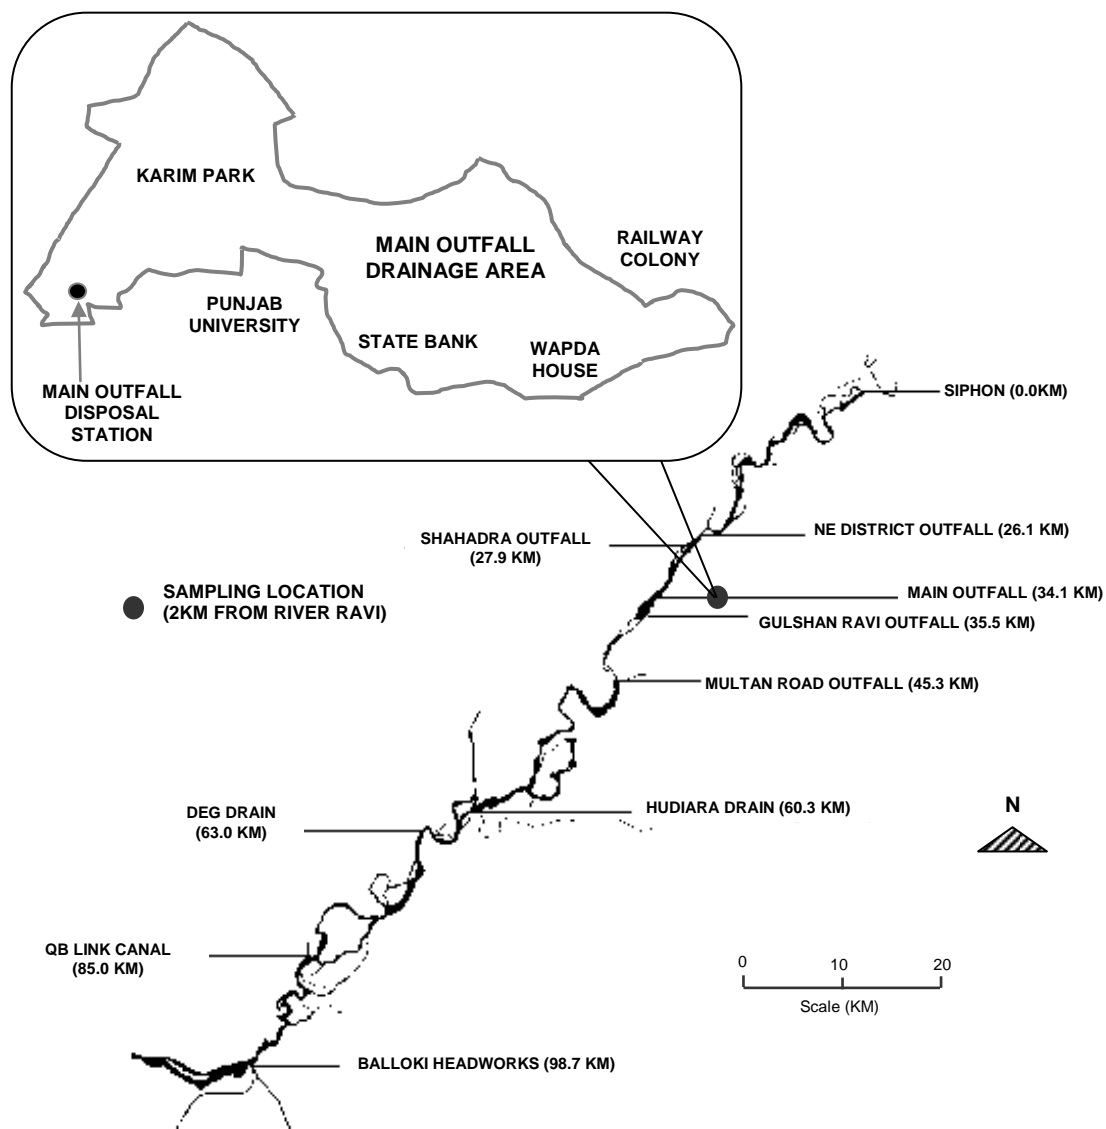 KARIM PARK
MAIN OUTFALL
DRAINAGE AREA
RAILWAY
COLONY
PUNJAB
UNIVERSITY
STATE BANK
WAPDA
HOUSE
MAIN OUTFALL
DISPOSAL
STATION
SIPHON (0.0KM)
NE DISTRICT OUTFALL (26.1 KM)
SHAHADRA OUTFALL
(27.9 KM)
SAMPLING LOCATION
(2KM FROM RIVER RAVI)
MAIN OUTFALL (34.1 KM)
GULSHAN RAVI OUTFALL (35.5 KM)
MULTAN ROAD OUTFALL (45.3 KM)
HUDIARA DRAIN (60.3 KM)
DEG DRAIN
(63.0 KM)
N
QB LINK CANAL
(85.0 KM)
0 10 20
Scale (KM)
BALLOKI HEADWORKS (98.7 KM)